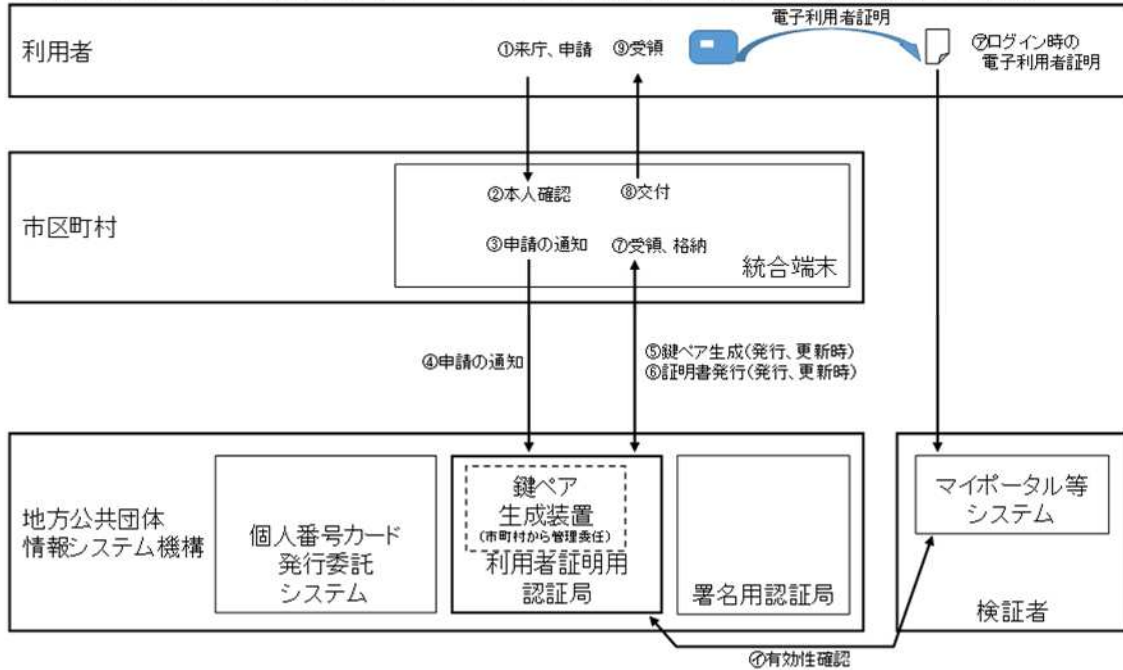 利用者
①来庁、申請
⑨受領
電子利用者証明
㋐ログイン時の
電子利用者証明
市区町村
②本人確認
⑧交付
③申請の通知
⑦受領、格納
統合端末
④申請の通知
⑤鍵ペア生成(発行、更新時)
⑥証明書発行(発行、更新時)
地方公共団体
情報システム機構
個人番号カード
発行委託
システム
鍵ペア
生成装置
(市町村から管理委任)
利用者証明用
認証局
署名用認証局
マイポータル等
システム
検証者
㋑有効性確認